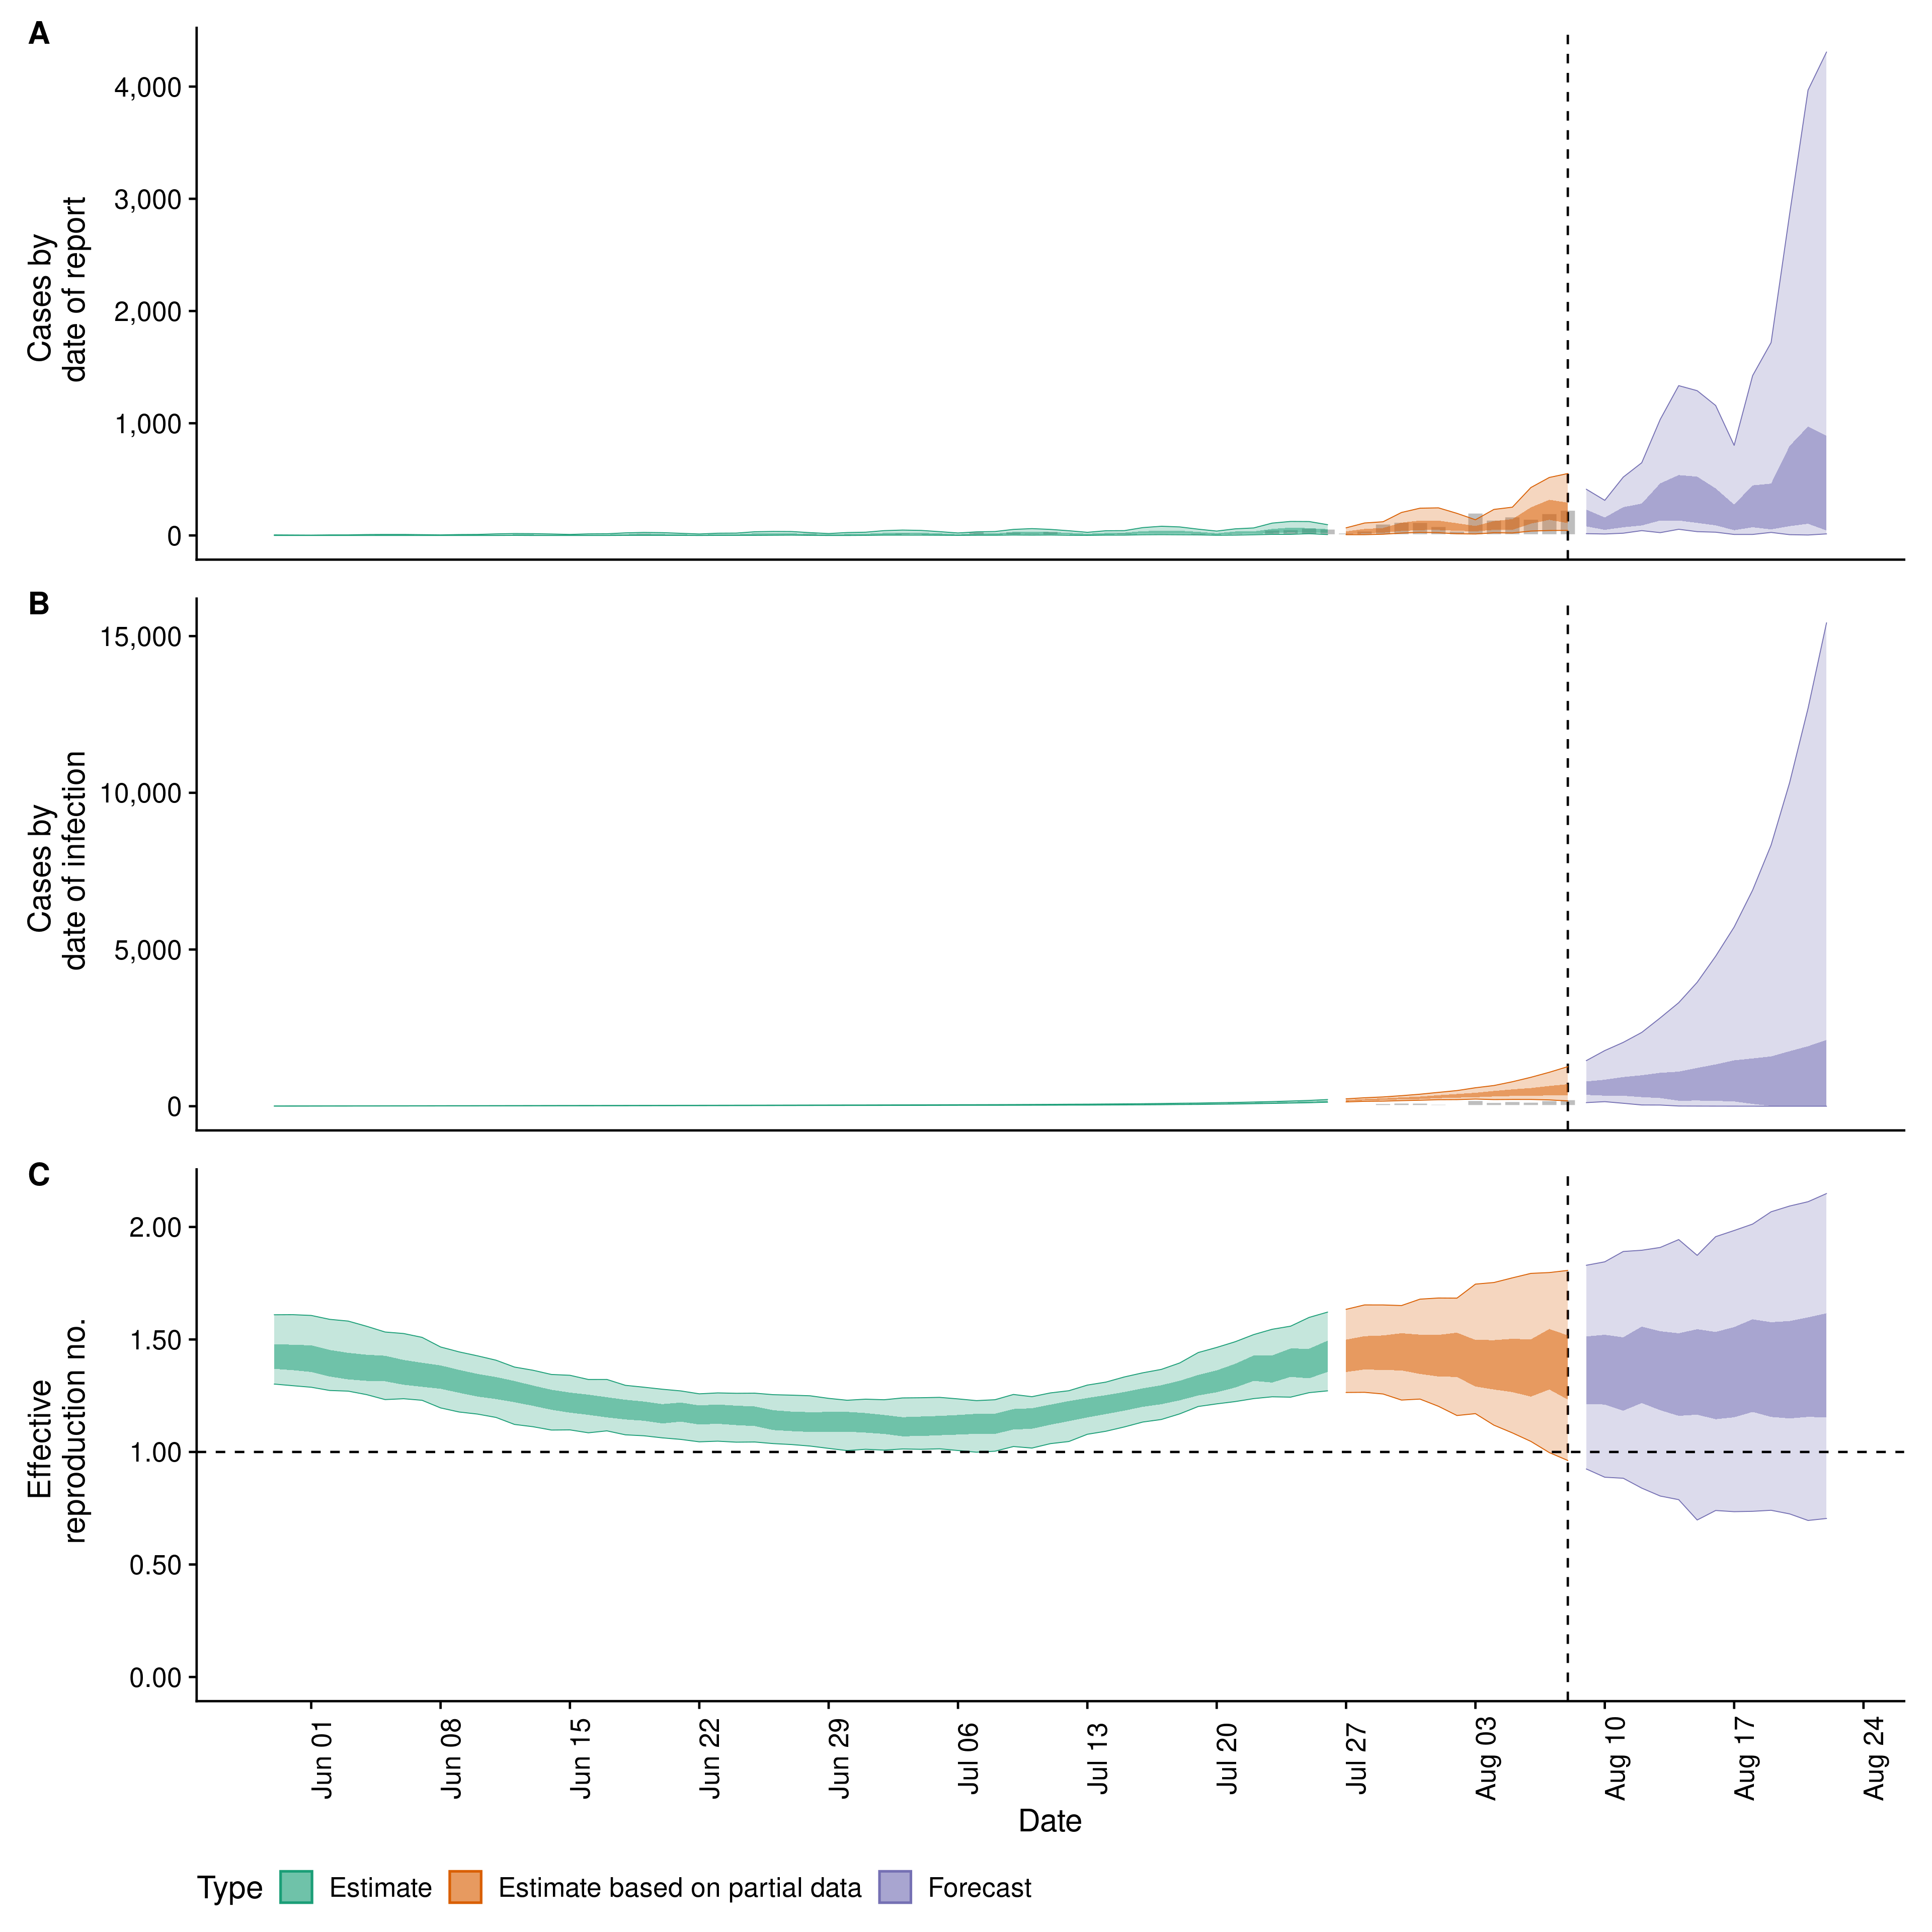 A
Cases by
date of report
4,000
3,000
2,000
1,000
0
B
Cases by
date of infection
15,000
10,000
5,000
0
C
Effective
reproduction no.
2.00
1.50
1.00
0.50
0.00
Jun 01
Jun 08
Jun 15
Jun 22
Jun 29
Jul 06
Jul 13
Jul 20
Jul 27
Aug 03
Aug 10
Aug 17
Aug 24
Date
Type Estimate Estimate based on partial data Forecast